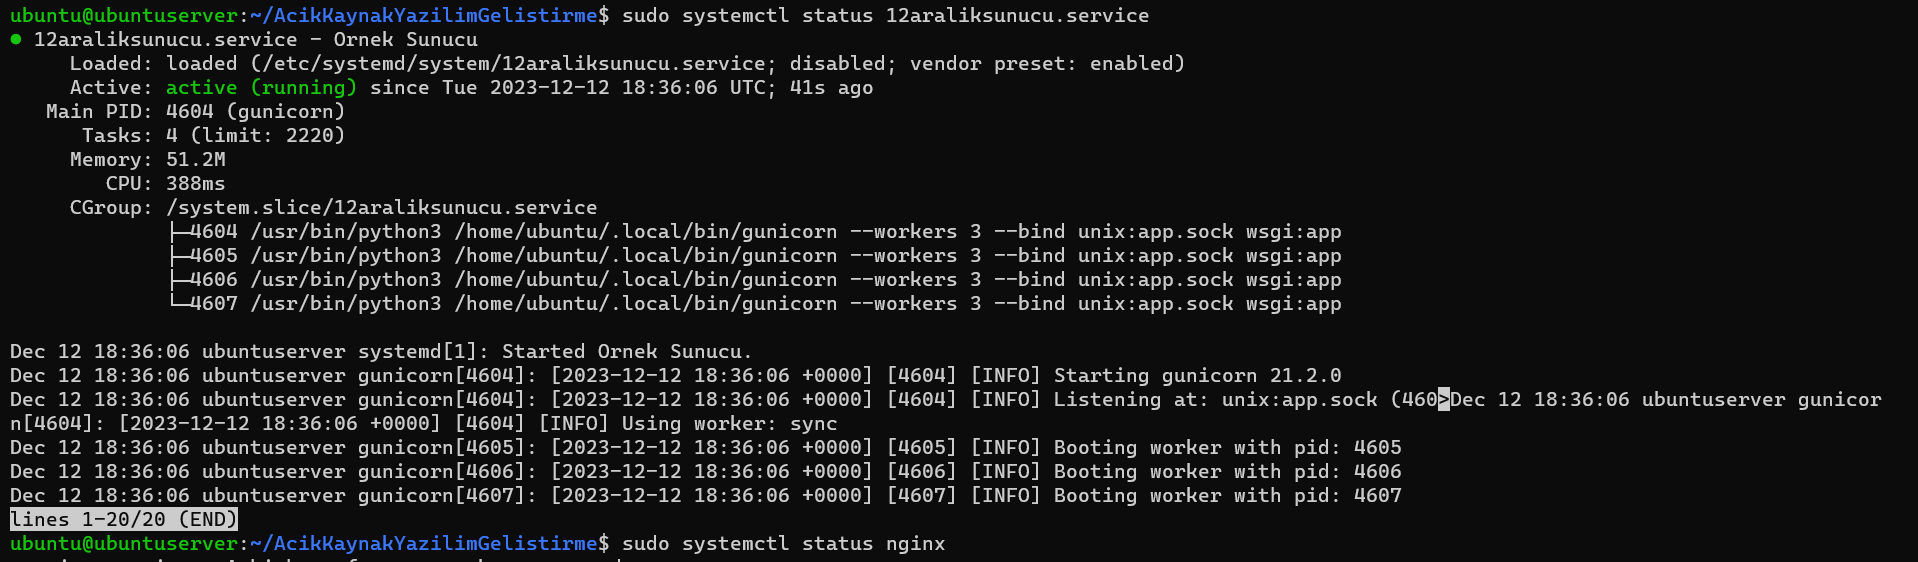 ubuntu@ubuntuserver:~/AcikKaynakYazilimGelistirme$ sudo systemctl status 12araliksunucu.service
● 12araliksunucu.service - Ornek Sunucu
     Loaded: loaded (/etc/systemd/system/12araliksunucu.service; disabled; vendor preset: enabled)
     Active: active (running) since Tue 2023-12-12 18:36:06 UTC; 41s ago
   Main PID: 4604 (gunicorn)
      Tasks: 4 (limit: 2220)
     Memory: 51.2M
        CPU: 388ms
     CGroup: /system.slice/12araliksunucu.service
             ├─4604 /usr/bin/python3 /home/ubuntu/.local/bin/gunicorn --workers 3 --bind unix:app.sock wsgi:app
             ├─4605 /usr/bin/python3 /home/ubuntu/.local/bin/gunicorn --workers 3 --bind unix:app.sock wsgi:app
             ├─4606 /usr/bin/python3 /home/ubuntu/.local/bin/gunicorn --workers 3 --bind unix:app.sock wsgi:app
             └─4607 /usr/bin/python3 /home/ubuntu/.local/bin/gunicorn --workers 3 --bind unix:app.sock wsgi:app
Dec 12 18:36:06 ubuntuserver systemd[1]: Started Ornek Sunucu.
Dec 12 18:36:06 ubuntuserver gunicorn[4604]: [2023-12-12 18:36:06 +0000] [4604] [INFO] Starting gunicorn 21.2.0
Dec 12 18:36:06 ubuntuserver gunicorn[4604]: [2023-12-12 18:36:06 +0000] [4604] [INFO] Listening at: unix:app.sock (460>Dec 12 18:36:06 ubuntuserver gunicor
n[4604]: [2023-12-12 18:36:06 +0000] [4604] [INFO] Using worker: sync
Dec 12 18:36:06 ubuntuserver gunicorn[4605]: [2023-12-12 18:36:06 +0000] [4605] [INFO] Booting worker with pid: 4605
Dec 12 18:36:06 ubuntuserver gunicorn[4606]: [2023-12-12 18:36:06 +0000] [4606] [INFO] Booting worker with pid: 4606
Dec 12 18:36:06 ubuntuserver gunicorn[4607]: [2023-12-12 18:36:06 +0000] [4607] [INFO] Booting worker with pid: 4607
lines 1-20/20 (END)
ubuntu@ubuntuserver:~/AcikKaynakYazilimGelistirme$ sudo systemctl status nginx